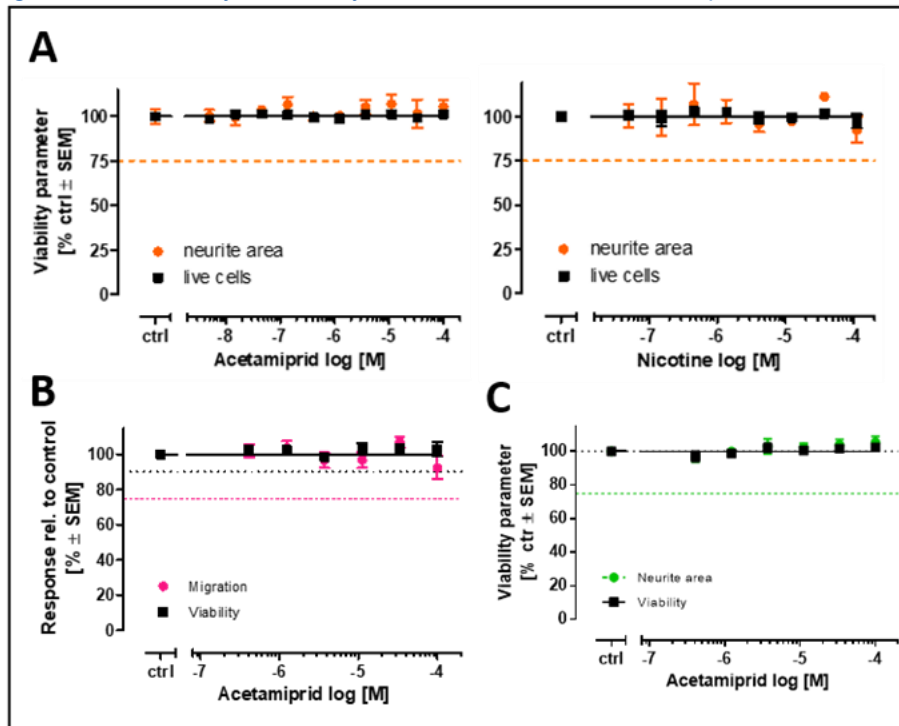 A
Viability parameter
[% ctrl ± SEM]
100
75
50
25
0
neurite area
live cells
ctrl
-8
-7
-6
-5
-4
Acetamiprid log [M]
100
75
50
25
0
neurite area
live cells
ctrl
-7
-6
-5
-4
Nicotine log [M]
B
Response rel. to control
[% ± SEM]
100
80
60
40
20
0
Migration
Viability
ctrl
-7
-6
-5
-4
Acetamiprid log [M]
C
Viability parameter
[% ctr ± SEM]
100
80
60
40
20
0
Neurite area
Viability
ctrl
-7
-6
-5
-4
Acetamiprid log [M]